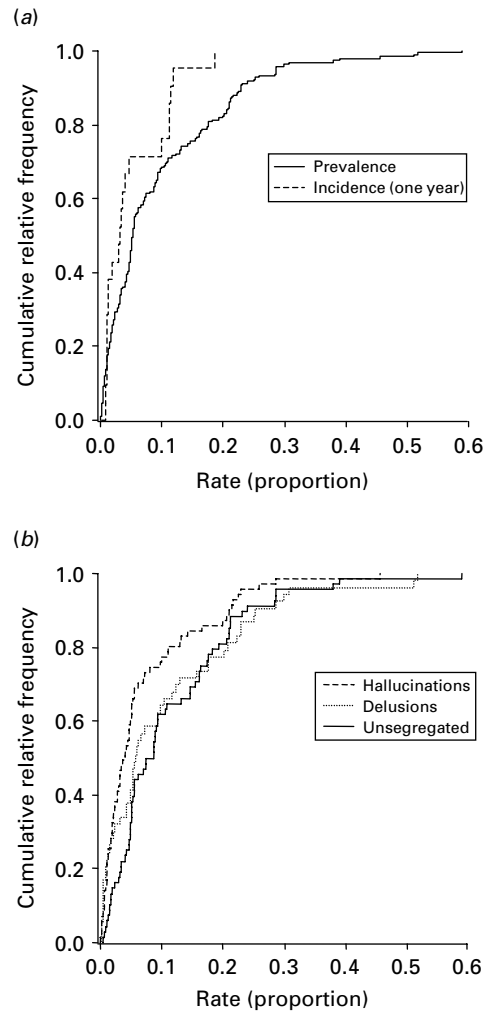 (a)
1.0
0.8
0.6
0.4
0.2
0.0
Cumulative relative frequency
Prevalence
Incidence (one year)
0.0 0.1 0.2 0.3 0.4 0.5 0.6
Rate (proportion)
(b)
1.0
0.8
0.6
0.4
0.2
0.0
Cumulative relative frequency
Hallucinations
Delusions
Unsegregated
0.0 0.1 0.2 0.3 0.4 0.5 0.6
Rate (proportion)